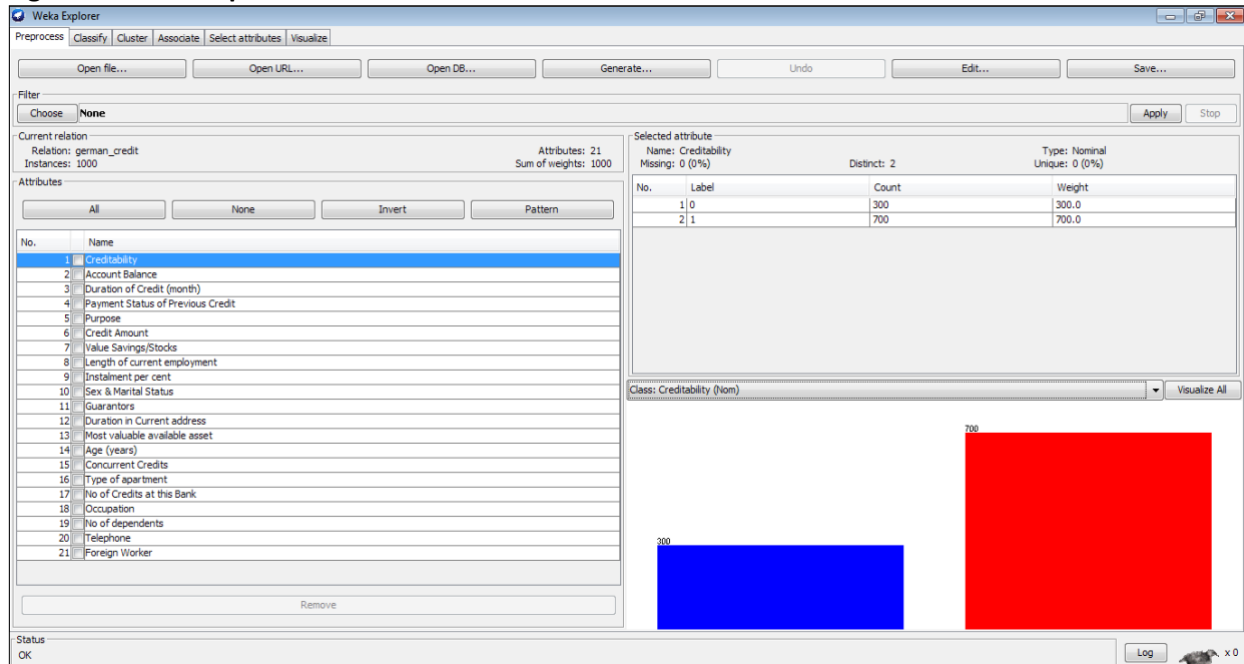 Weka Explorer
Preprocess Classify Cluster Associate Select attributes Visualize
Open file... Open URL... Open DB... Generate... Undo Edit... Save...
Filter
Choose None Apply Stop
Current relation
Relation: german_credit Attributes: 21
Instances: 1000 Sum of weights: 1000
Attributes
All None Invert Pattern
No. Name
1 Creditability
2 Account Balance
3 Duration of Credit (month)
4 Payment Status of Previous Credit
5 Purpose
6 Credit Amount
7 Value Savings/Stocks
8 Length of current employment
9 Instalment per cent
10 Sex & Marital Status
11 Guarantors
12 Duration in Current address
13 Most valuable available asset
14 Age (years)
15 Concurrent Credits
16 Type of apartment
17 No of Credits at this Bank
18 Occupation
19 No of dependents
20 Telephone
21 Foreign Worker
Remove
Selected attribute
Name: Creditability Type: Nominal
Missing: 0 (0%) Distinct: 2 Unique: 0 (0%)
No. Label Count Weight
1 0 300 300.0
2 1 700 700.0
Class: Creditability (Nom) Visualize All
700
300
Status
OK Log x 0